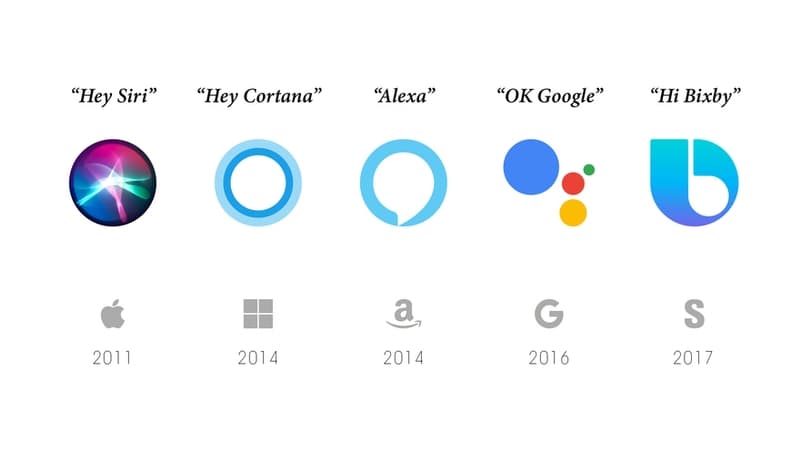 “Hey Siri” “Hey Cortana” “Alexa” “OK Google” “Hi Bixby”
a G S
2011 2014 2014 2016 2017